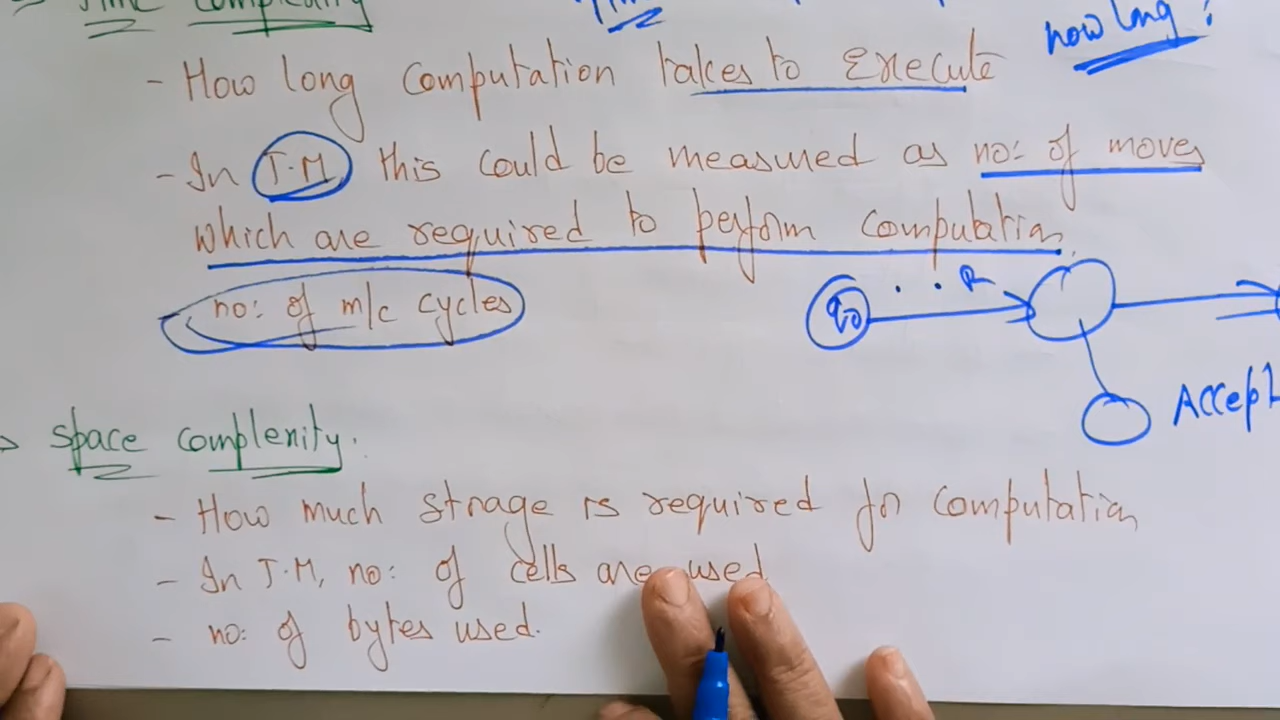 Time Complexity
how long?
- How long Computation takes to Execute
- In T.M this could be measured as no: of moves
which are required to perform Computation.
no: of m/c cycles
q0 . . R
Accept
> Space Complexity.
- How much storage is required for Computation
- In T.M, no: of cells are used
- no: of bytes used.